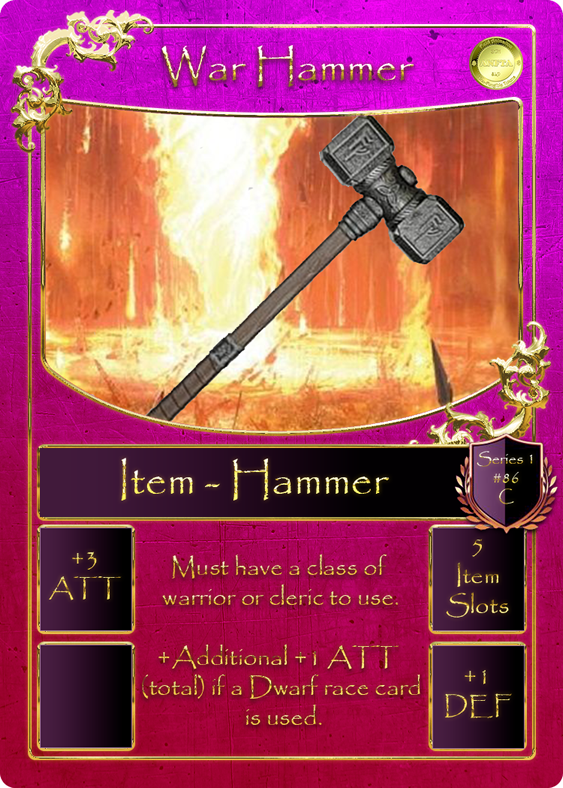 War Hammer
Item - Hammer
Series 1
#86
C
+3
ATT
Must have a class of
warrior or cleric to use.
5
Item
Slots
+Additional +1 ATT
(total) if a Dwarf race card
is used.
+1
DEF